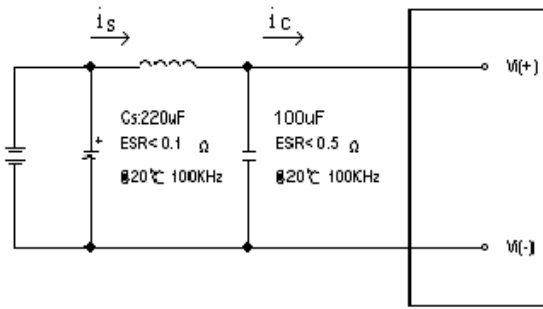 is
ic
Vi(+)
Cs:220uF
ESR<0.1 Ω
@20℃ 100KHz
100uF
ESR<0.5 Ω
@20℃ 100KHz
+
Vi(-)